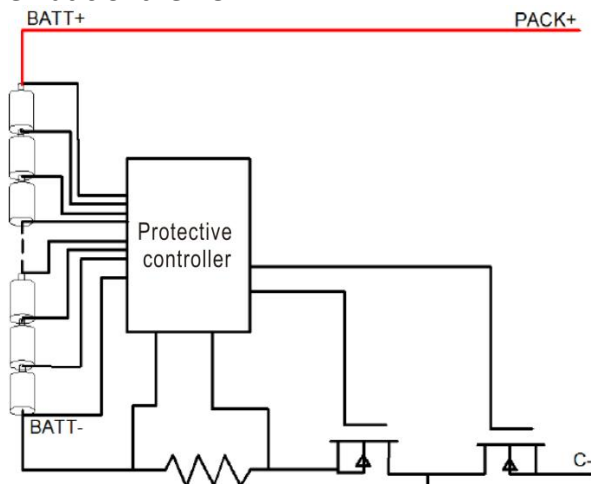 BATT+
PACK+
Protective
controller
BATT-
C-